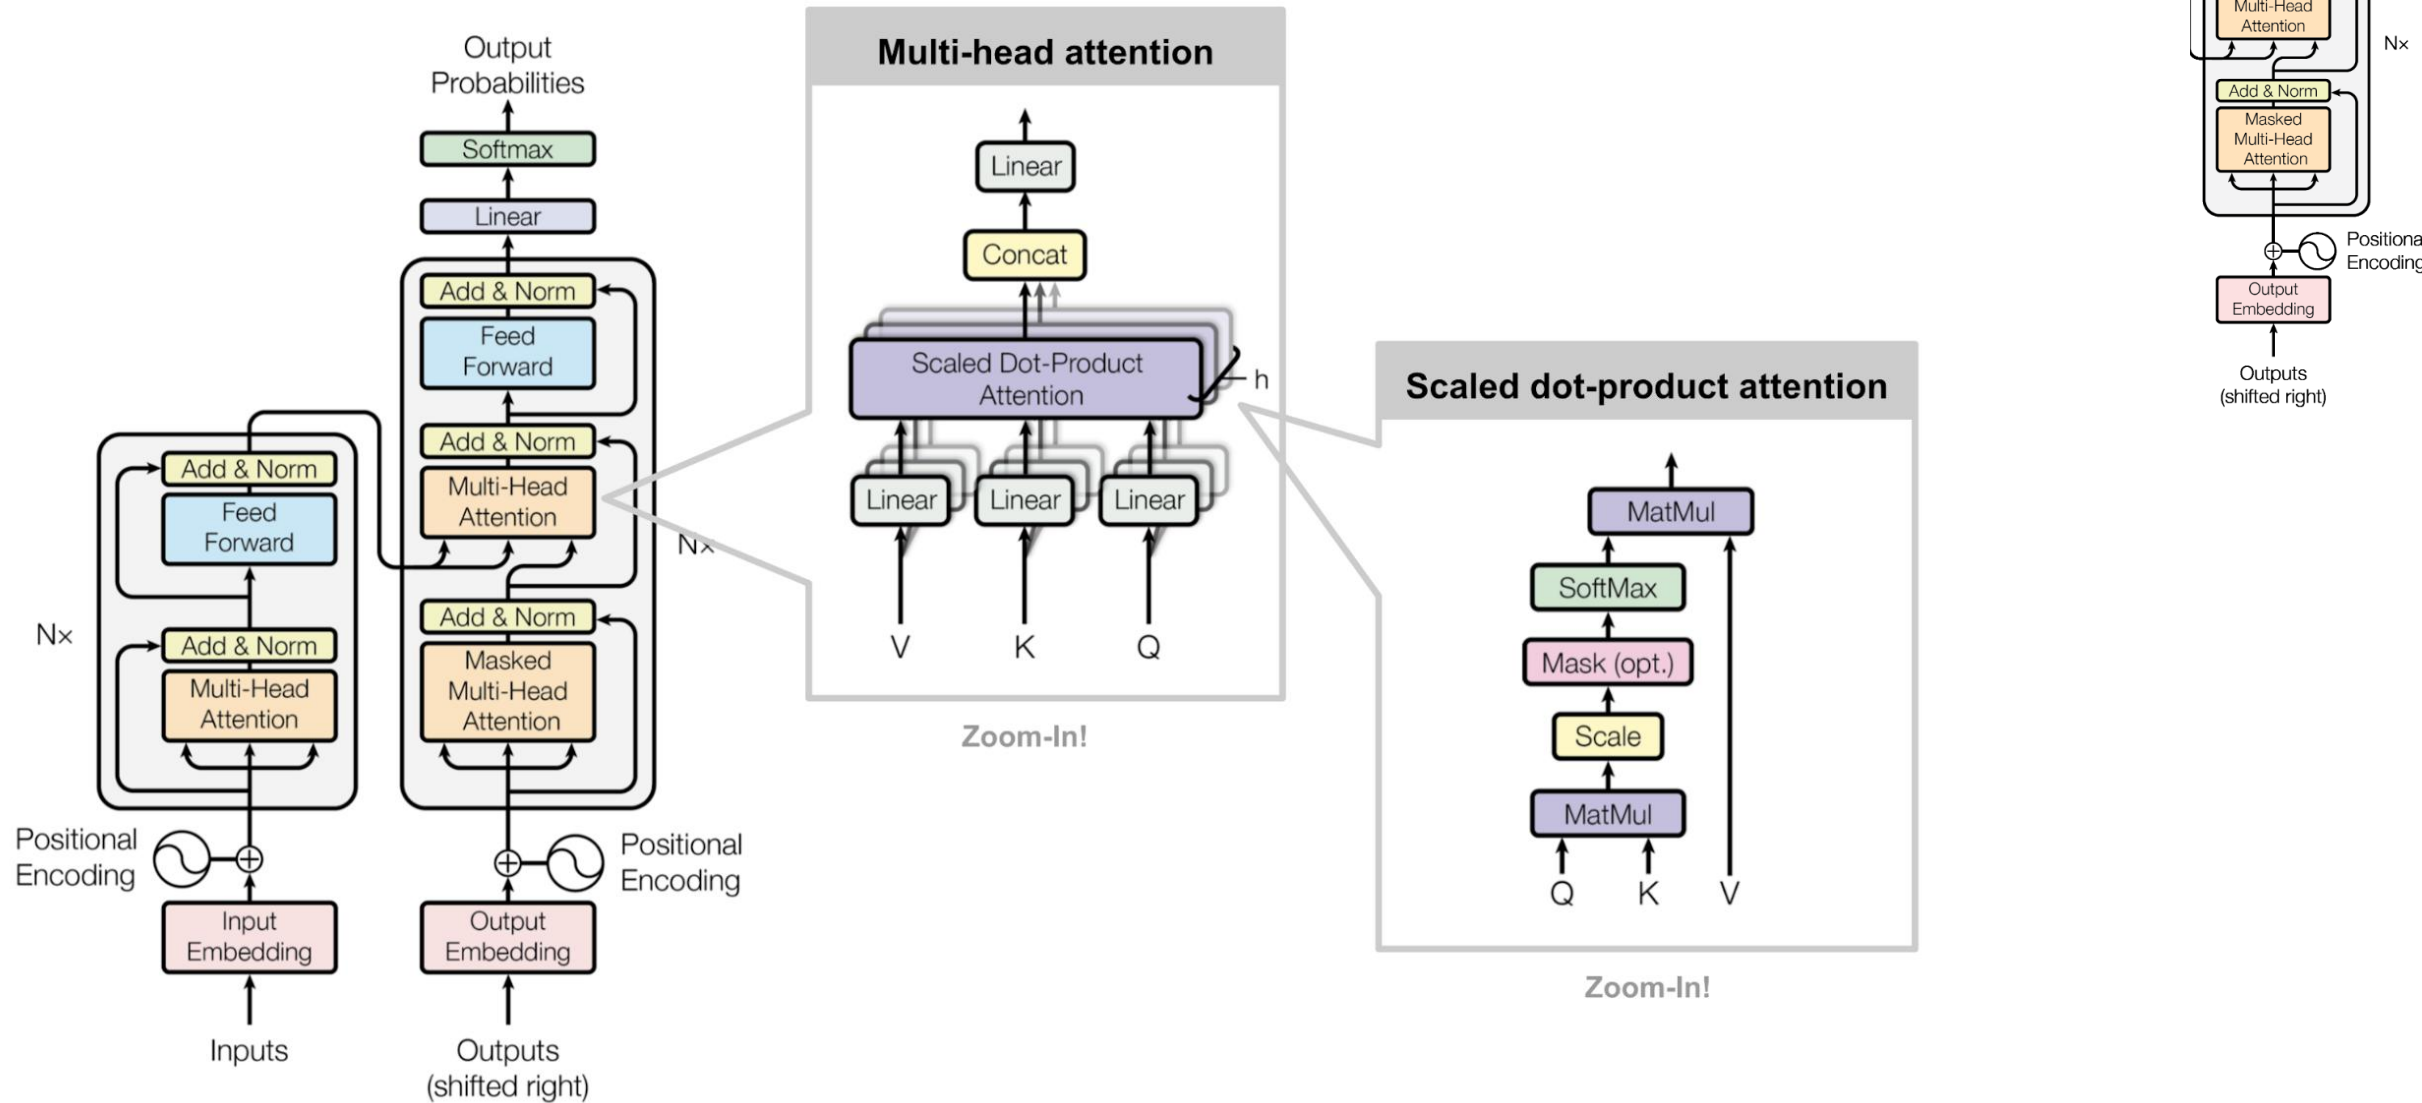 Output
Probabilities
Softmax
Linear
Add & Norm
Feed
Forward
Add & Norm
Multi-Head
Attention
Nx
Add & Norm
Masked
Multi-Head
Attention
Positional
Encoding
Output
Embedding
Outputs
(shifted right)
Add & Norm
Feed
Forward
Nx
Add & Norm
Multi-Head
Attention
Positional
Encoding
Input
Embedding
Inputs
Multi-head attention
Linear
Concat
Scaled Dot-Product
Attention
h
Linear
Linear
Linear
V
K
Q
Zoom-In!
Scaled dot-product attention
MatMul
SoftMax
Mask (opt.)
Scale
MatMul
Q
K
V
Zoom-In!
Multi-Head
Attention
Nx
Add & Norm
Masked
Multi-Head
Attention
Positiona
Encoding
Output
Embedding
Outputs
(shifted right)